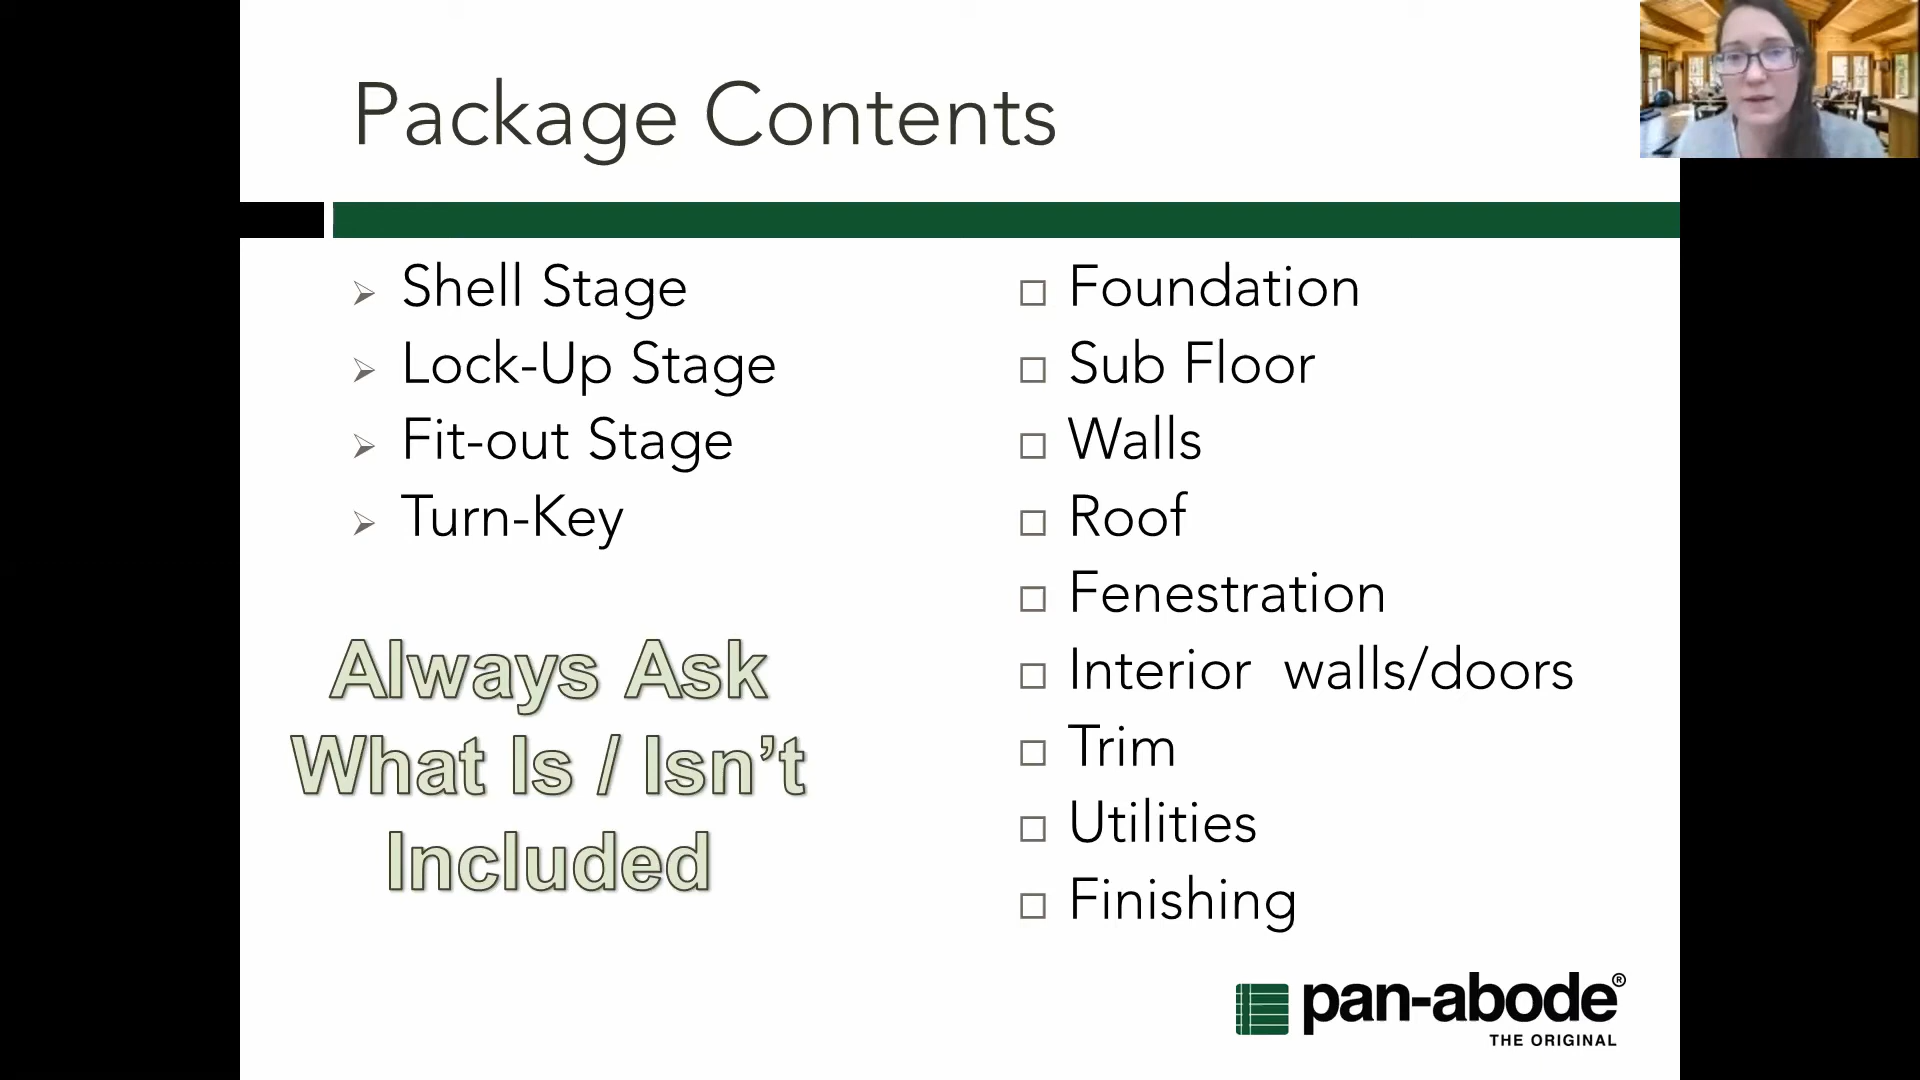 Package Contents
Shell Stage
Lock-Up Stage
Fit-out Stage
Turn-Key
Always Ask
What Is / Isn’t
Included
Foundation
Sub Floor
Walls
Roof
Fenestration
Interior walls/doors
Trim
Utilities
Finishing
pan-abode®
THE ORIGINAL